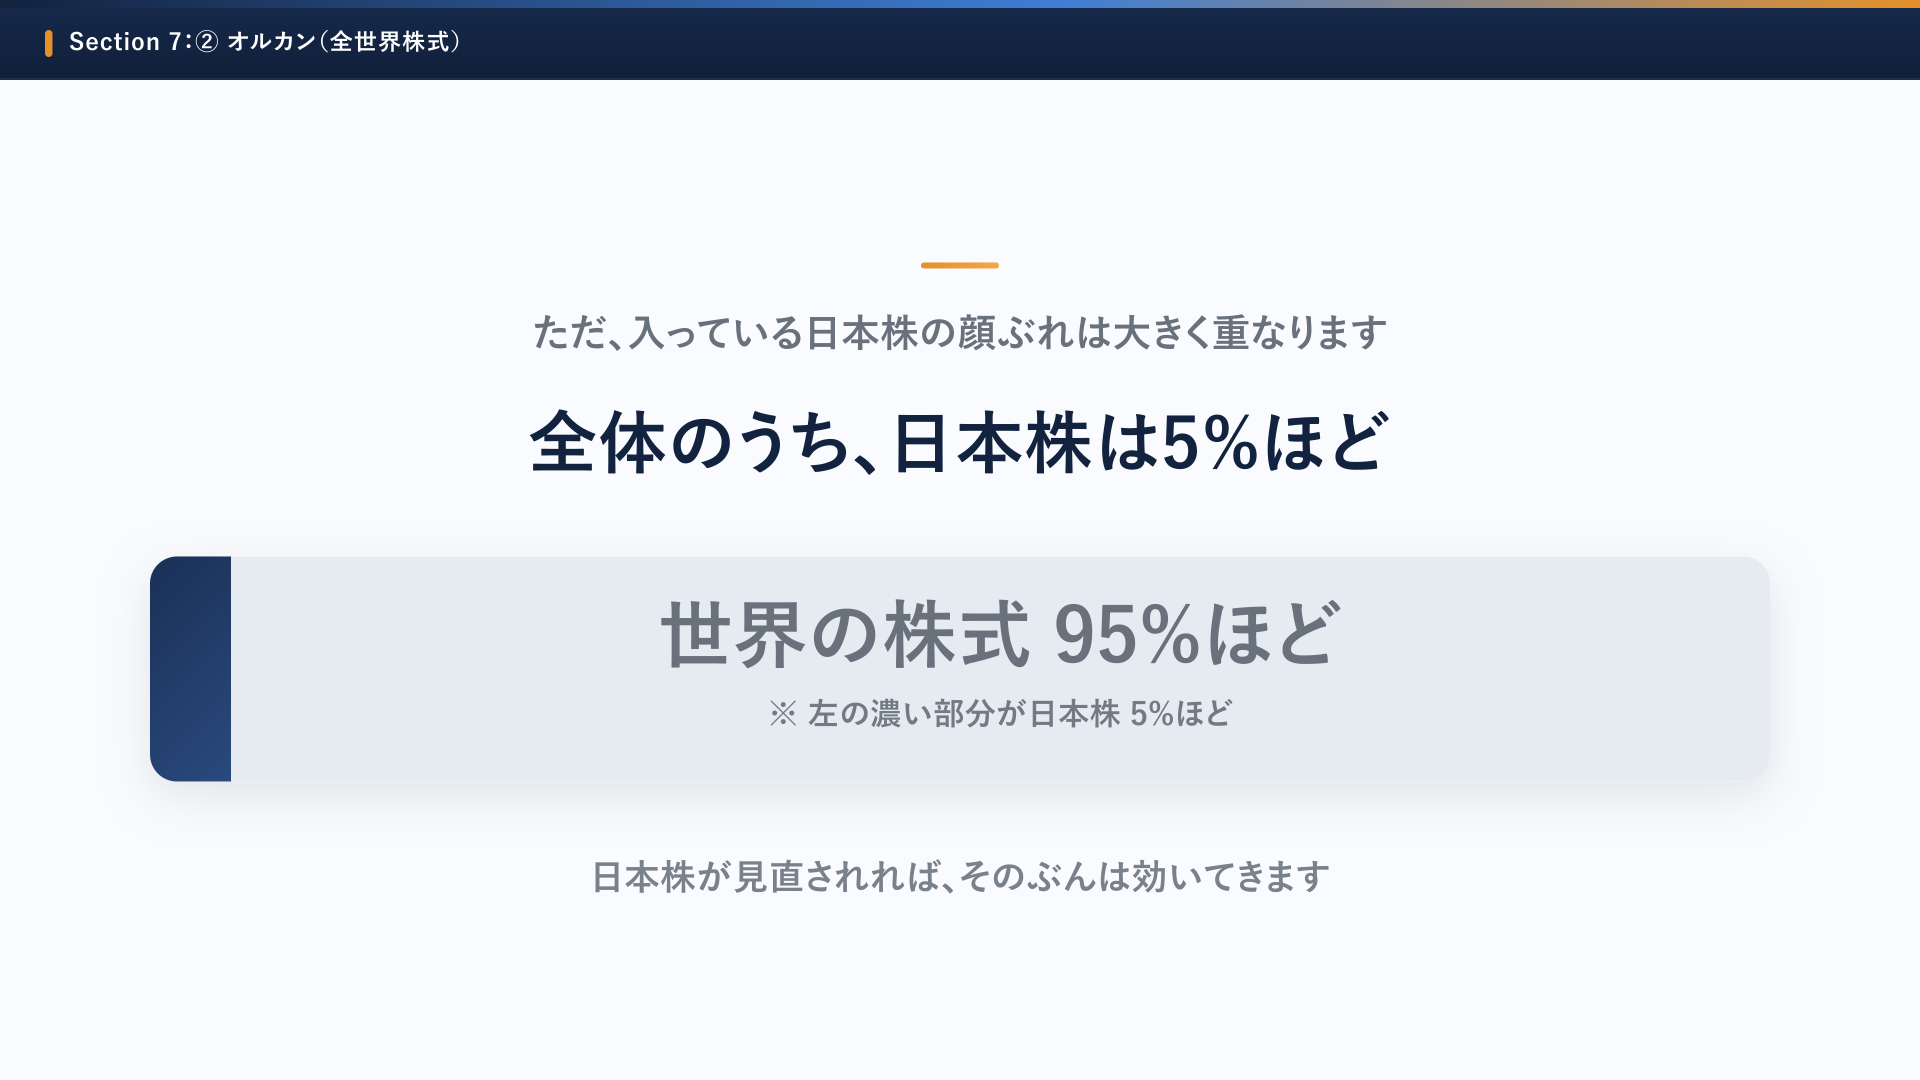 Section 7：② オルカン（全世界株式）
ただ、入っている日本株の顔ぶれは大きく重なります
全体のうち、日本株は5%ほど
世界の株式 95%ほど
※ 左の濃い部分が日本株 5%ほど
日本株が見直されれば、そのぶんは効いてきます